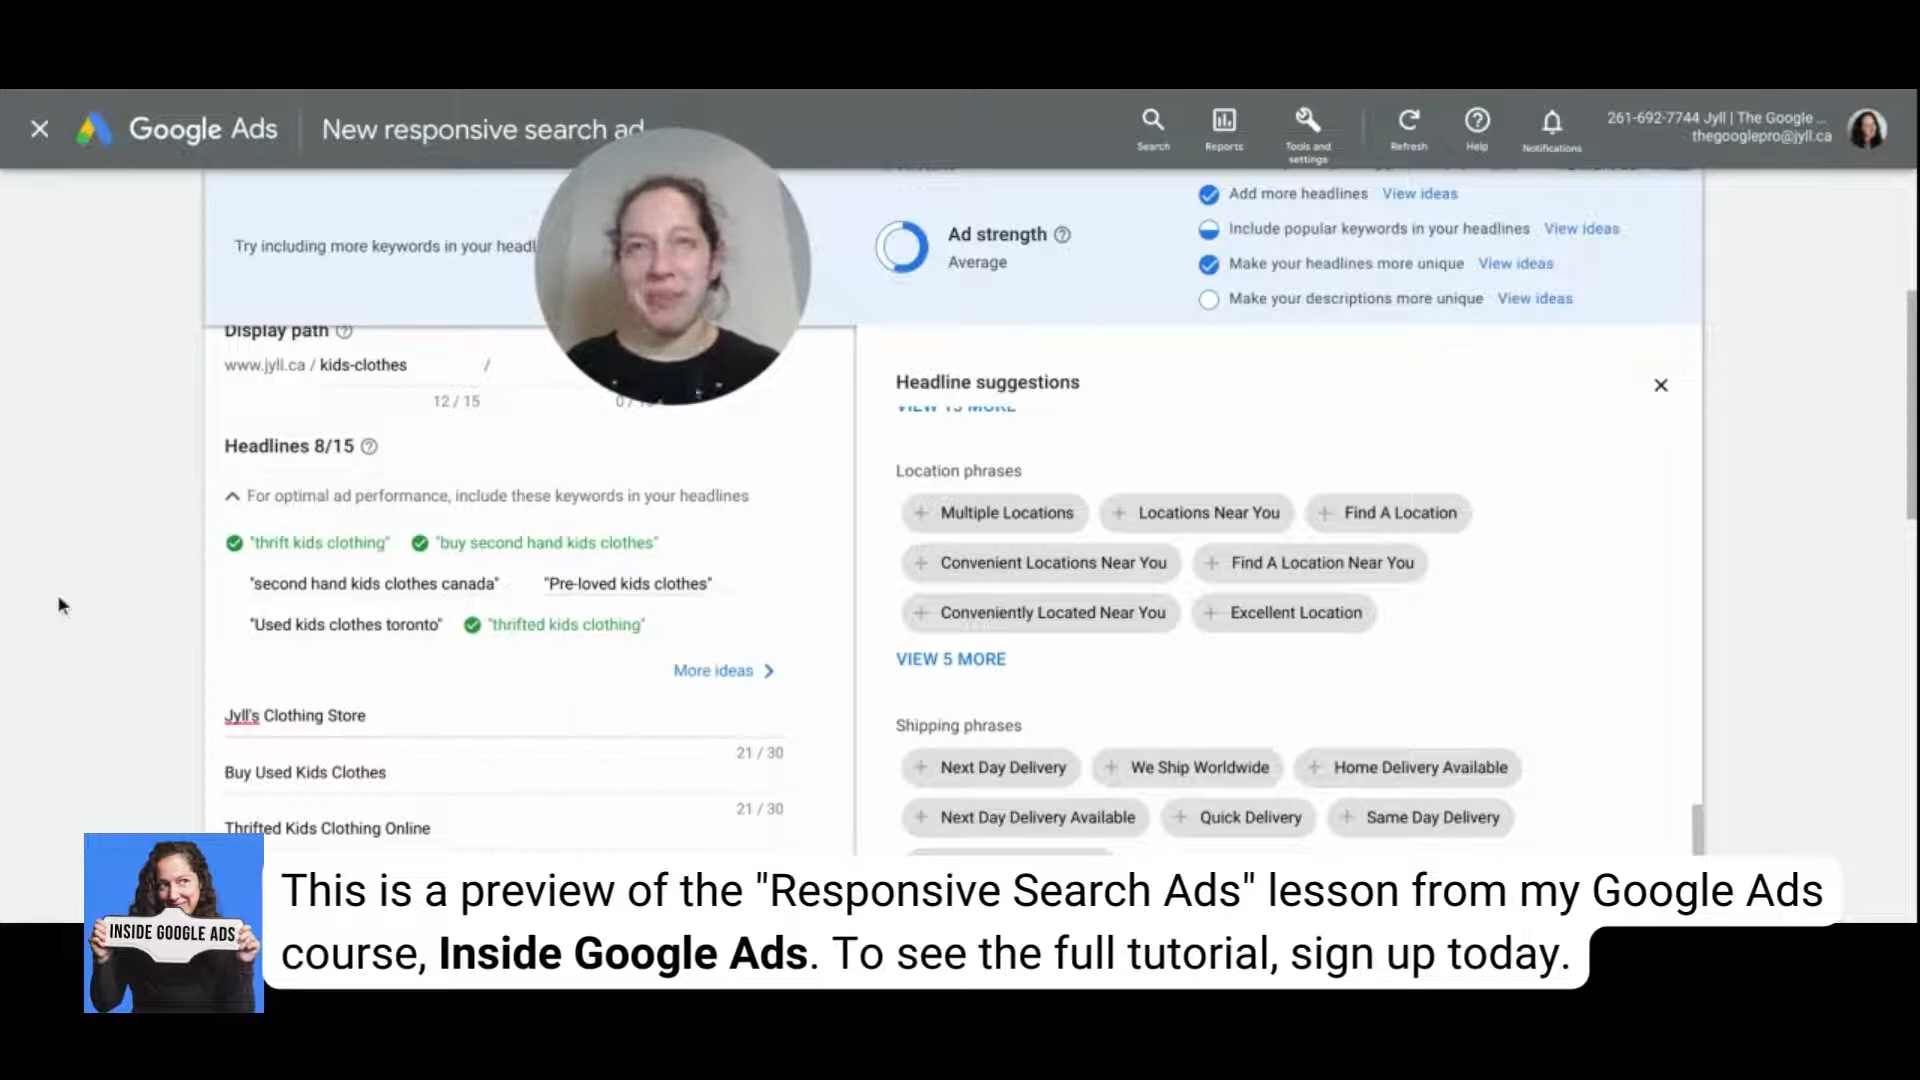 Google Ads
New responsive search ad
Search
Reports
Tools and
settings
Refresh
Help
Notifications
261-692-7744 Jyll | The Google ...
thegooglepro@jyll.ca
Try including more keywords in your headl
Ad strength
Average
Add more headlines View ideas
Include popular keywords in your headlines View ideas
Make your headlines more unique View ideas
Make your descriptions more unique View ideas
Display path
www.jyll.ca / kids-clothes /
12 / 15
Headlines 8/15
For optimal ad performance, include these keywords in your headlines
"thrift kids clothing" "buy second hand kids clothes"
"second hand kids clothes canada" "Pre-loved kids clothes"
"Used kids clothes toronto" "thrifted kids clothing"
More ideas
Jyll's Clothing Store
21 / 30
Buy Used Kids Clothes
21 / 30
Thrifted Kids Clothing Online
Headline suggestions
VIEW 13 MORE
Location phrases
+ Multiple Locations + Locations Near You + Find A Location
+ Convenient Locations Near You + Find A Location Near You
+ Conveniently Located Near You + Excellent Location
VIEW 5 MORE
Shipping phrases
+ Next Day Delivery + We Ship Worldwide + Home Delivery Available
+ Next Day Delivery Available + Quick Delivery + Same Day Delivery
INSIDE GOOGLE ADS
This is a preview of the "Responsive Search Ads" lesson from my Google Ads
course, Inside Google Ads. To see the full tutorial, sign up today.